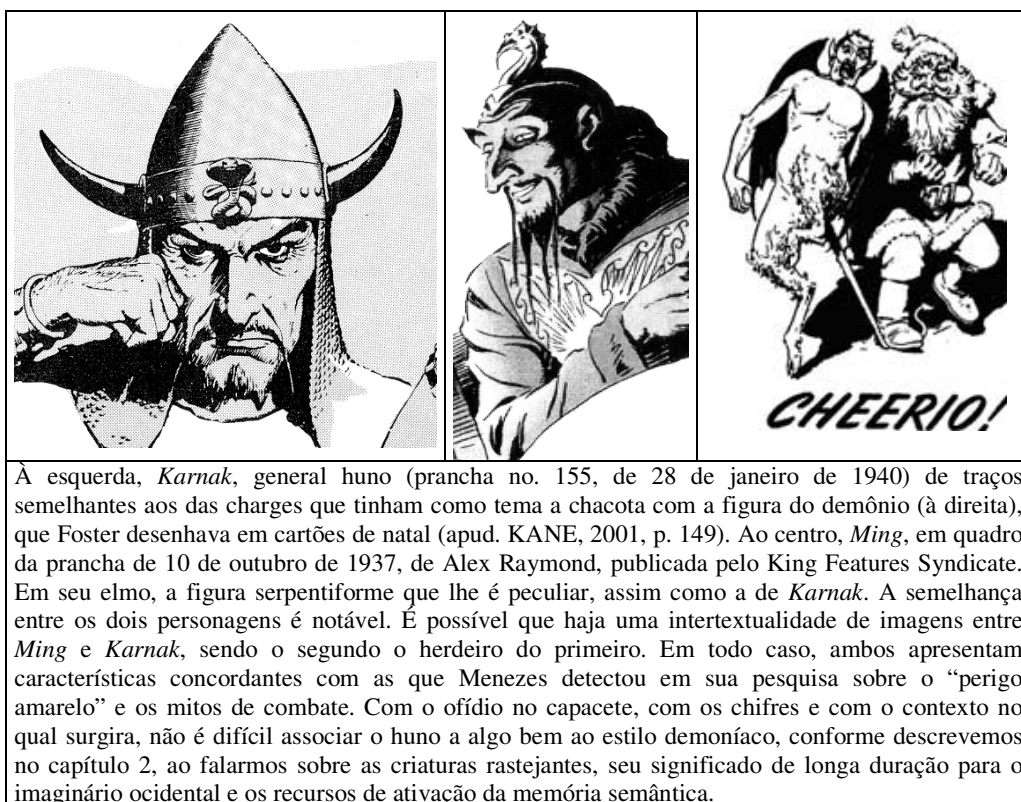 CHEERIO!
À esquerda, Karnak, general huno (prancha no. 155, de 28 de janeiro de 1940) de traços
semelhantes aos das charges que tinham como tema a chacota com a figura do demônio (à direita),
que Foster desenhava em cartões de natal (apud. KANE, 2001, p. 149). Ao centro, Ming, em quadro
da prancha de 10 de outubro de 1937, de Alex Raymond, publicada pelo King Features Syndicate.
Em seu elmo, a figura serpentiforme que lhe é peculiar, assim como a de Karnak. A semelhança
entre os dois personagens é notável. É possível que haja uma intertextualidade de imagens entre
Ming e Karnak, sendo o segundo o herdeiro do primeiro. Em todo caso, ambos apresentam
características concordantes com as que Menezes detectou em sua pesquisa sobre o “perigo
amarelo” e os mitos de combate. Com o ofídio no capacete, com os chifres e com o contexto no
qual surgira, não é difícil associar o huno a algo bem ao estilo demoníaco, conforme descrevemos
no capítulo 2, ao falarmos sobre as criaturas rastejantes, seu significado de longa duração para o
imaginário ocidental e os recursos de ativação da memória semântica.